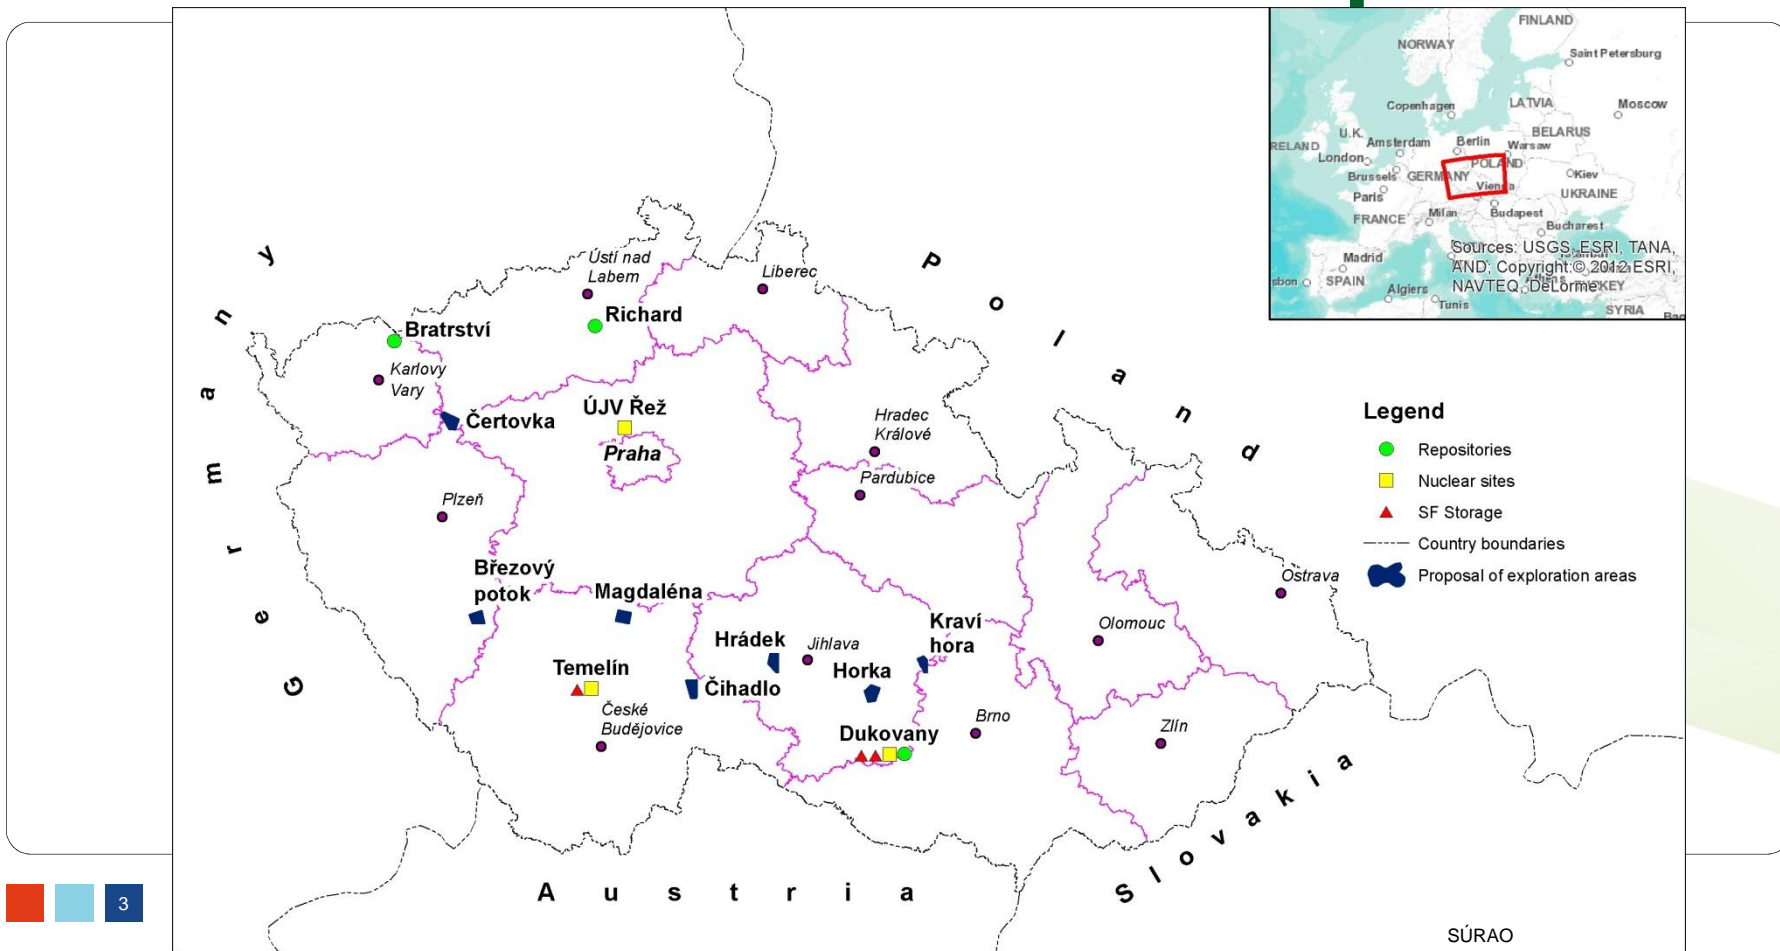 FINLAND
NORWAY
Saint Petersburg
Copenhagen
LATVIA
Moscow
U.K.
BELARUS
RELAND
Amsterdam
Berlin
Warsaw
London
POLAND
Brussels
GERMANY
Kiev
Paris
Vienna
UKRAINE
FRANCE
Milan
Budapest
Bucharest
Madrid
Sources: USGS, ESRI, TANA,
AND, Copyright:© 2012 ESRI,
NAVTEQ, DeLorme
sbon
SPAIN
Algiers
Tunis
SYRIA
Germany
Poland
Austria
Slovakia
Ústí nad
Labem
Liberec
Richard
Bratrství
Karlovy
Vary
Čertovka
ÚJV Řež
Praha
Hradec
Králové
Pardubice
Plzeň
Březový
potok
Magdaléna
Hrádek
Jihlava
Kraví
hora
Horka
Temelín
Čihadlo
České
Budějovice
Dukovany
Brno
Olomouc
Ostrava
Zlín
Legend
Repositories
Nuclear sites
SF Storage
Country boundaries
Proposal of exploration areas
3
SÚRAO